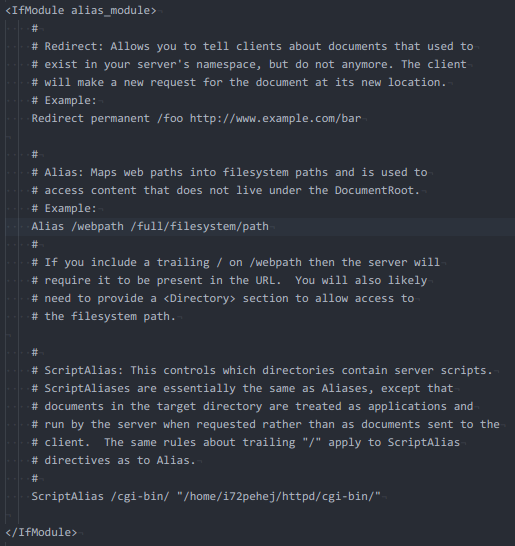 <IfModule alias_module>
#
# Redirect: Allows you to tell clients about documents that used to
# exist in your server's namespace, but do not anymore. The client
# will make a new request for the document at its new location.
# Example:
Redirect permanent /foo http://www.example.com/bar
#
# Alias: Maps web paths into filesystem paths and is used to
# access content that does not live under the DocumentRoot.
# Example:
Alias /webpath /full/filesystem/path
#
# If you include a trailing / on /webpath then the server will
# require it to be present in the URL.  You will also likely
# need to provide a <Directory> section to allow access to
# the filesystem path.
#
# ScriptAlias: This controls which directories contain server scripts.
# ScriptAliases are essentially the same as Aliases, except that
# documents in the target directory are treated as applications and
# run by the server when requested rather than as documents sent to the
# client.  The same rules about trailing "/" apply to ScriptAlias
# directives as to Alias.
#
ScriptAlias /cgi-bin/ "/home/i72pehej/httpd/cgi-bin/"
</IfModule>